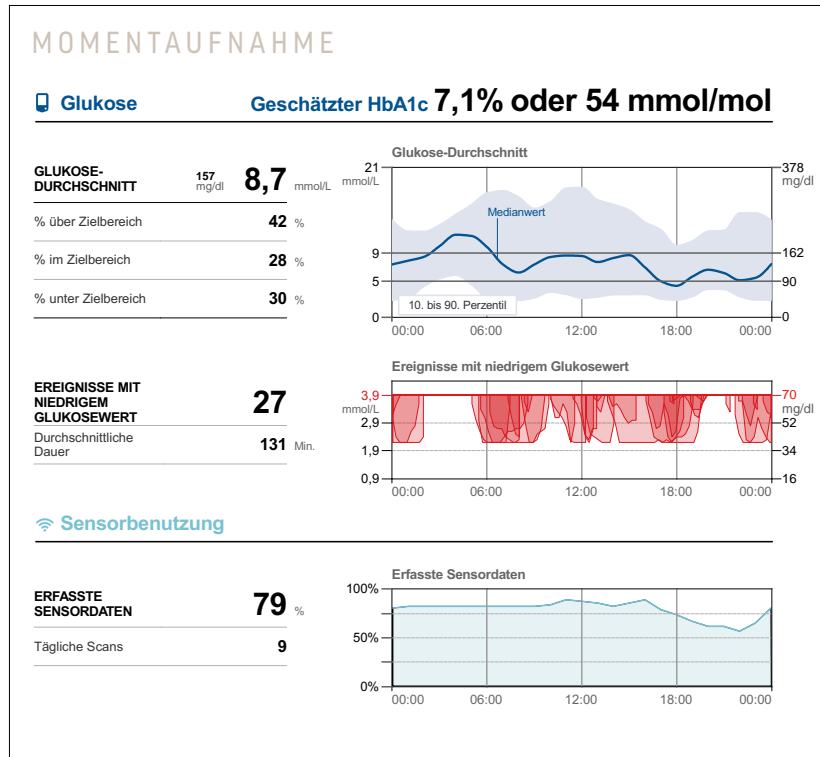 MOMENTAUFNAHME
Glukose
Geschätzter HbA1c 7,1% oder 54 mmol/mol
GLUKOSE-
DURCHSCHNITT
157
mg/dl
8,7 mmol/L
% über Zielbereich 42 %
% im Zielbereich 28 %
% unter Zielbereich 30 %
Glukose-Durchschnitt
21
mmol/L
9
5
0
378
mg/dl
162
90
0
Medianwert
10. bis 90. Perzentil
00:00 06:00 12:00 18:00 00:00
EREIGNISSE MIT
NIEDRIGEM
GLUKOSEWERT
27
Durchschnittliche
Dauer
131 Min.
Ereignisse mit niedrigem Glukosewert
3,9
mmol/L
2,9
1,9
0,9
70
mg/dl
52
34
16
00:00 06:00 12:00 18:00 00:00
Sensorbenutzung
ERFASSTE
SENSORDATEN
79 %
Tägliche Scans 9
Erfasste Sensordaten
100%
50%
0%
00:00 06:00 12:00 18:00 00:00